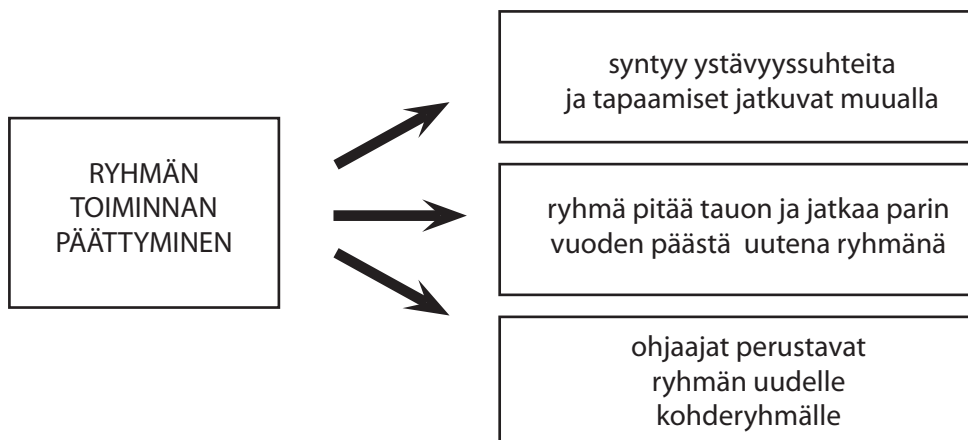 RYHMÄN
TOIMINNAN
PÄÄTTYMINEN
syntyy ystävyyssuhteita
ja tapaamiset jatkuvat muualla
ryhmä pitää tauon ja jatkaa parin
vuoden päästä uutena ryhmänä
ohjaajat perustavat
ryhmän uudelle
kohderyhmälle